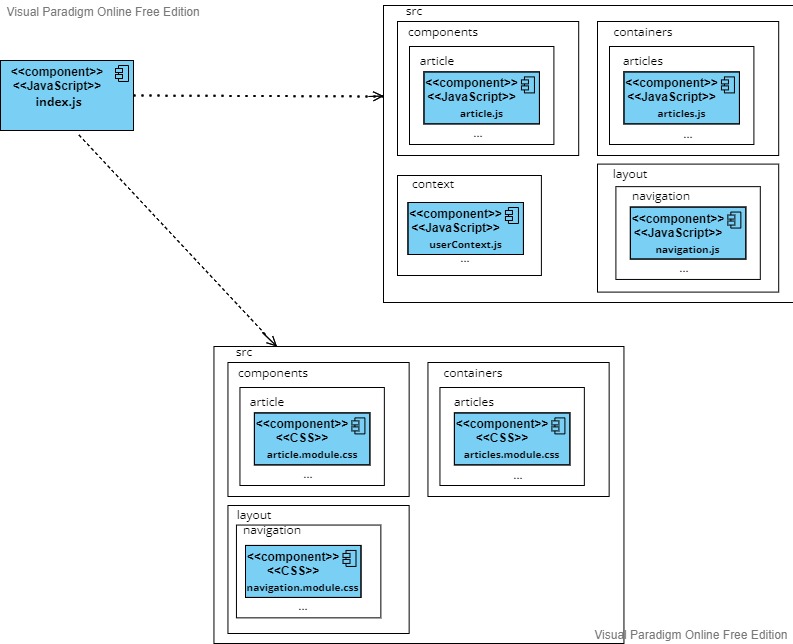 Visual Paradigm Online Free Edition
<<component>>
<<JavaScript>>
index.js
src
components
article
<<component>>
<<JavaScript>>
article.js
...
containers
articles
<<component>>
<<JavaScript>>
articles.js
...
context
<<component>>
<<JavaScript>>
userContext.js
...
layout
navigation
<<component>>
<<JavaScript>>
navigation.js
...
src
components
article
<<component>>
<<CSS>>
article.module.css
...
containers
articles
<<component>>
<<CSS>>
articles.module.css
...
layout
navigation
<<component>>
<<CSS>>
navigation.module.css
...
Visual Paradigm Online Free Edition